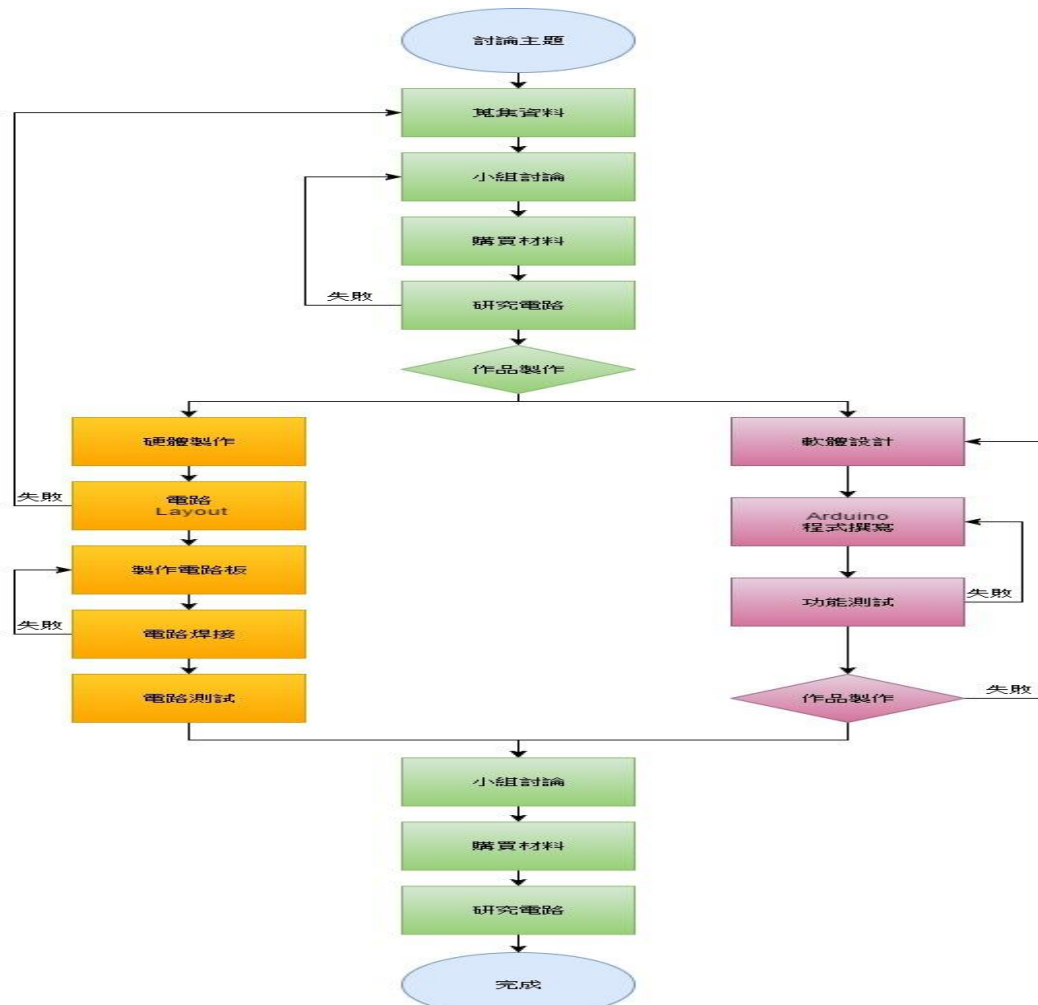 討論主題
蒐集資料
小組討論
購買材料
失敗
研究電路
作品製作
硬體製作
失敗
電路
Layout
製作電路板
失敗
電路焊接
電路測試
軟體設計
Arduino
程式撰寫
功能測試
失敗
作品製作
失敗
小組討論
購買材料
研究電路
完成